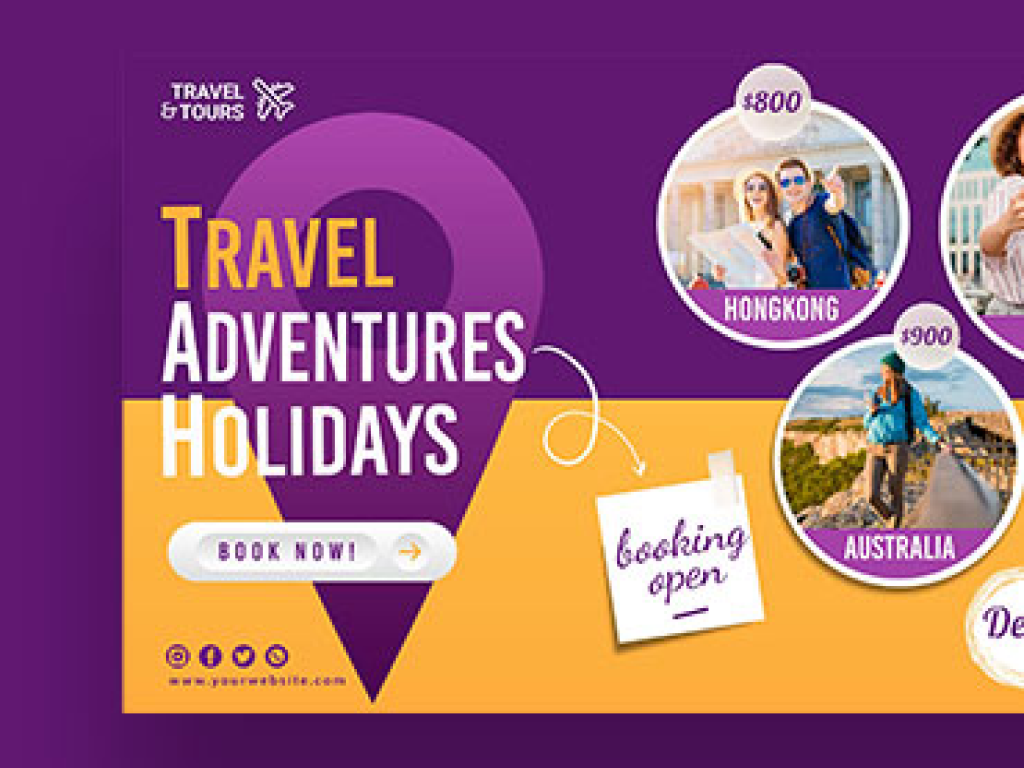 TRAVEL
& TOURS
TRAVEL
ADVENTURES
HOLIDAYS
BOOK NOW!
www.yourwebsite.com
booking
open
$800
HONGKONG
$900
AUSTRALIA